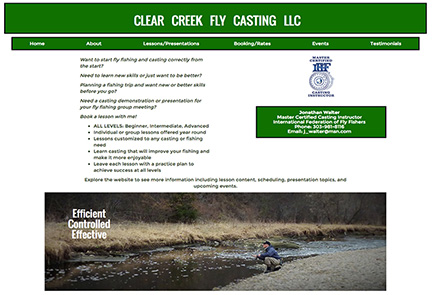 CLEAR CREEK FLY CASTING LLC
Home About Lessons/Presentations Booking/Rates Events Testimonials
Want to start fly fishing and casting correctly from
the start?
Need to learn new skills or just want to be better?
Planning a fishing trip and want new or better skills
before you go?
Need a casting demonstration or presentation for
your fly fishing group meeting?
Book a lesson with me!
• ALL LEVELS: Beginner, Intermediate, Advanced
• Individual or group lessons offered year round
• Lessons customized to any casting or fishing
need
• Learn casting that will improve your fishing and
make it more enjoyable
• Leave each lesson with a practice plan to
achieve success at all levels
MASTER
CERTIFIED
IFFF
CASTING
INSTRUCTOR
Jonathan Walter
Master Certified Casting Instructor
International Federation of Fly Fishers
Phone: 303-981-8116
Email: j_walter@msn.com
Explore the website to see more information including lesson content, scheduling, presentation topics, and
upcoming events.
Efficient
Controlled
Effective